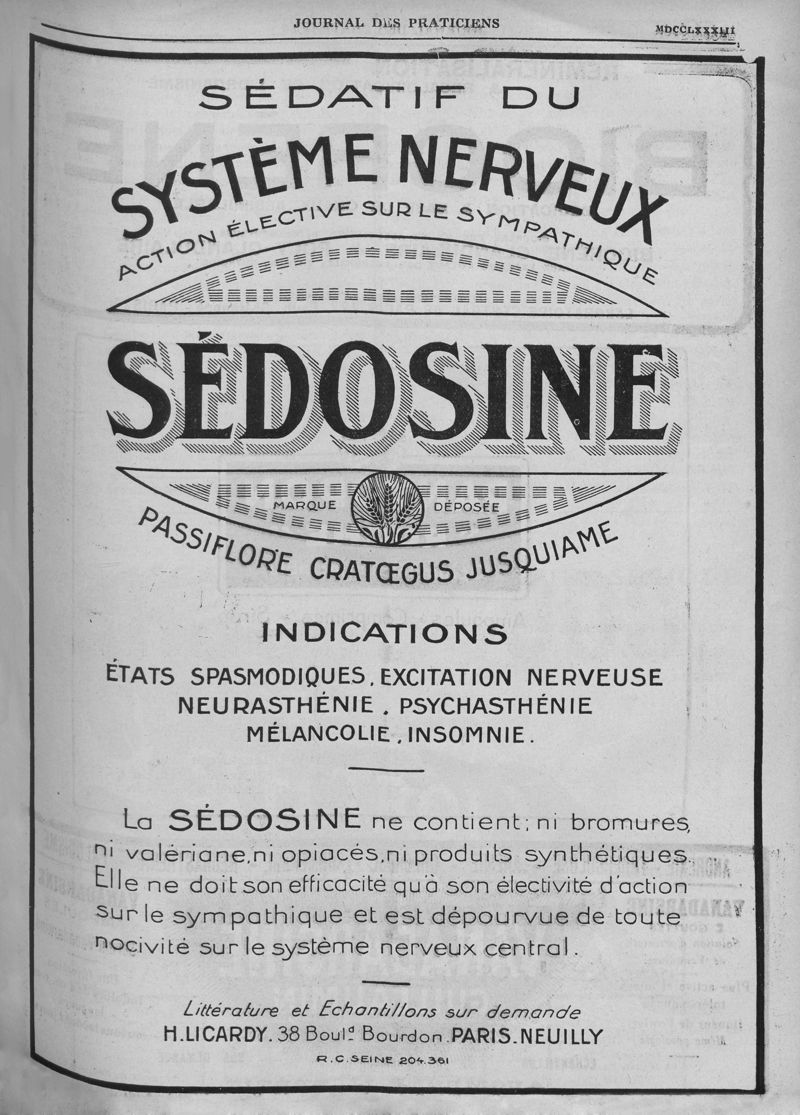 JOURNAL DES PRATICIENS
MDCCLXXXIII
SÉDATIF DU
SYSTÈME NERVEUX
ACTION ÉLECTIVE SUR LE SYMPATHIQUE
SÉDOSINE
MARQUE DÉPOSÉE
PASSIFLORE CRATŒGUS JUSQUIAME
INDICATIONS
ÉTATS SPASMODIQUES. EXCITATION NERVEUSE
NEURASTHÉNIE. PSYCHASTHÉNIE
MÉLANCOLIE. INSOMNIE.
La SÉDOSINE ne contient; ni bromures,
ni valériane, ni opiacés, ni produits synthétiques.
Elle ne doit son efficacité qu'à son électivité d'action
sur le sympathique et est dépourvue de toute
nocivité sur le système nerveux central.
Littérature et Echantillons sur demande
H. LICARDY. 38 Boul.d Bourdon. PARIS. NEUILLY
R.C. SEINE 204.361